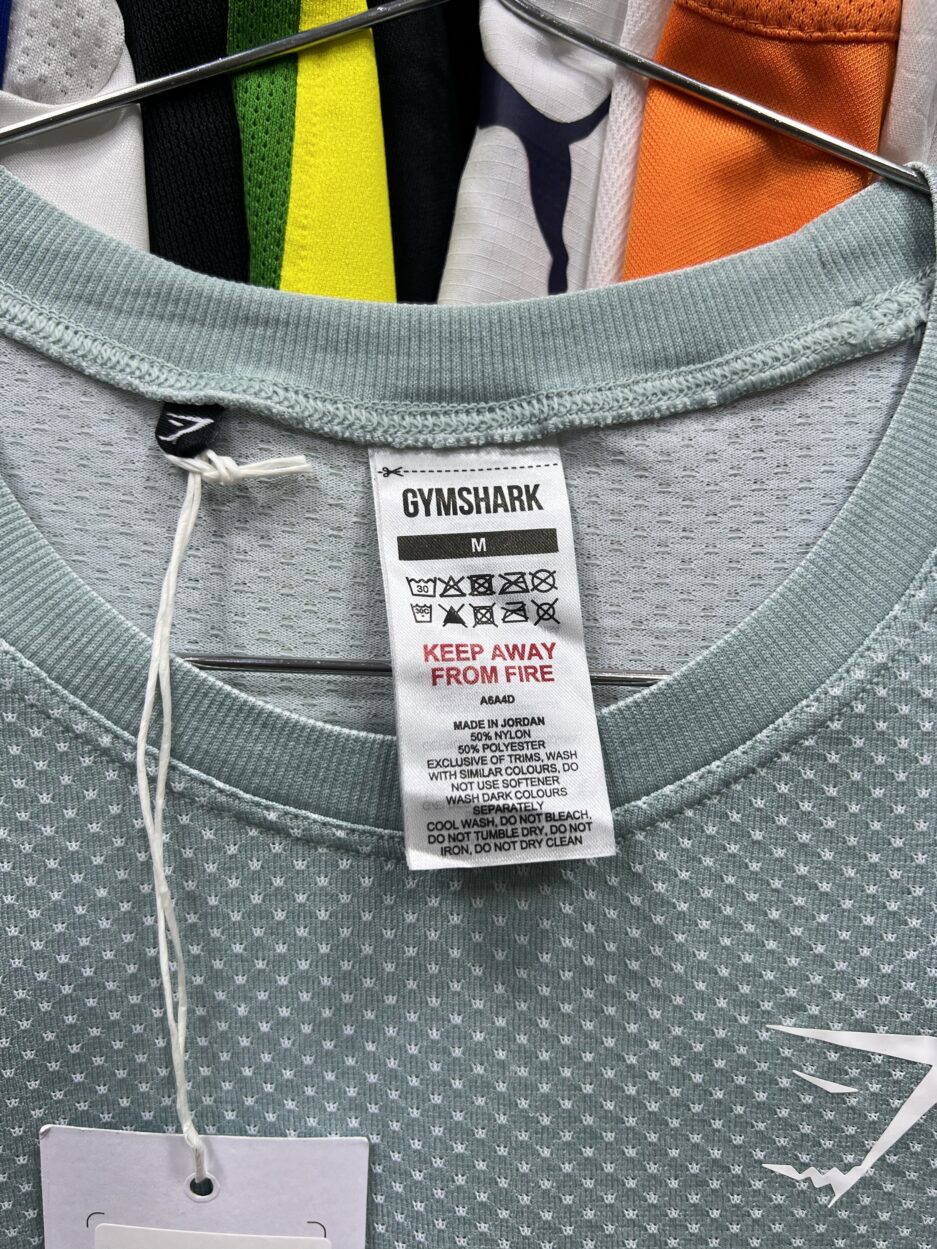 GYMSHARK
M
30
30C
KEEP AWAY
FROM FIRE
A6A4D
MADE IN JORDAN
50% NYLON
50% POLYESTER
EXCLUSIVE OF TRIMS, WASH
WITH SIMILAR COLOURS, DO
NOT USE SOFTENER
WASH DARK COLOURS
SEPARATELY
COOL WASH, DO NOT BLEACH,
DO NOT TUMBLE DRY, DO NOT
IRON, DO NOT DRY CLEAN